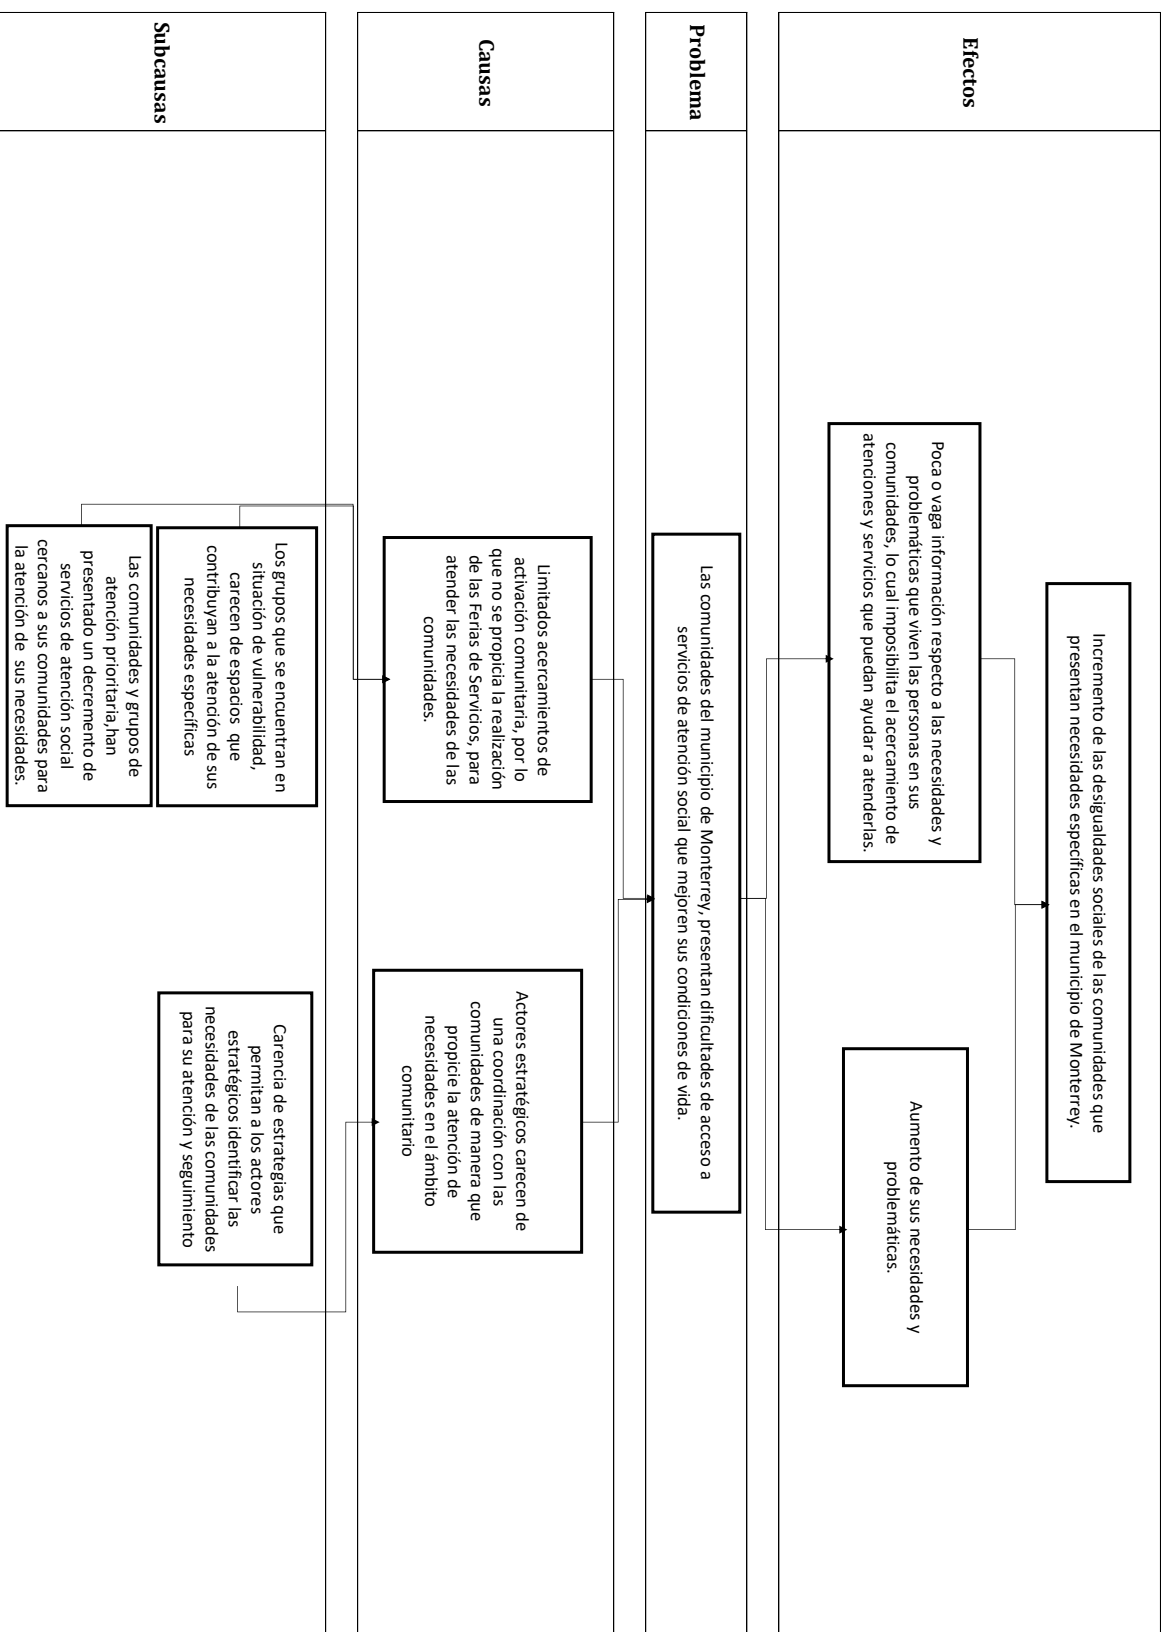 Efectos
Incremento de las desigualdades sociales de las comunidades que
presentan necesidades específicas en el municipio de Monterrey.
Poca o vaga información respecto a las necesidades y
problemáticas que viven las personas en sus
comunidades, lo cual imposibilita el acercamiento de
atenciones y servicios que puedan ayudar a atenderlas.
Aumento de sus necesidades y
problemáticas.
Problema
Las comunidades del municipio de Monterrey, presentan dificultades de acceso a
servicios de atención social que mejoren sus condiciones de vida.
Causas
Limitados acercamientos de
activación comunitaria, por lo
que no se propicia la realización
de las Ferias de Servicios, para
atender las necesidades de las
comunidades.
Actores estratégicos carecen de
una coordinación con las
comunidades de manera que
propicie la atención de
necesidades en el ámbito
comunitario
Subcausas
Los grupos que se encuentran en
situación de vulnerabilidad,
carecen de espacios que
contribuyan a la atención de sus
necesidades específicas
Las comunidades y grupos de
atención prioritaria,han
presentado un decremento de
servicios de atención social
cercanos a sus comunidades para
la atención de sus necesidades.
Carencia de estrategias que
permitan a los actores
estratégicos identificar las
necesidades de las comunidades
para su atención y seguimiento